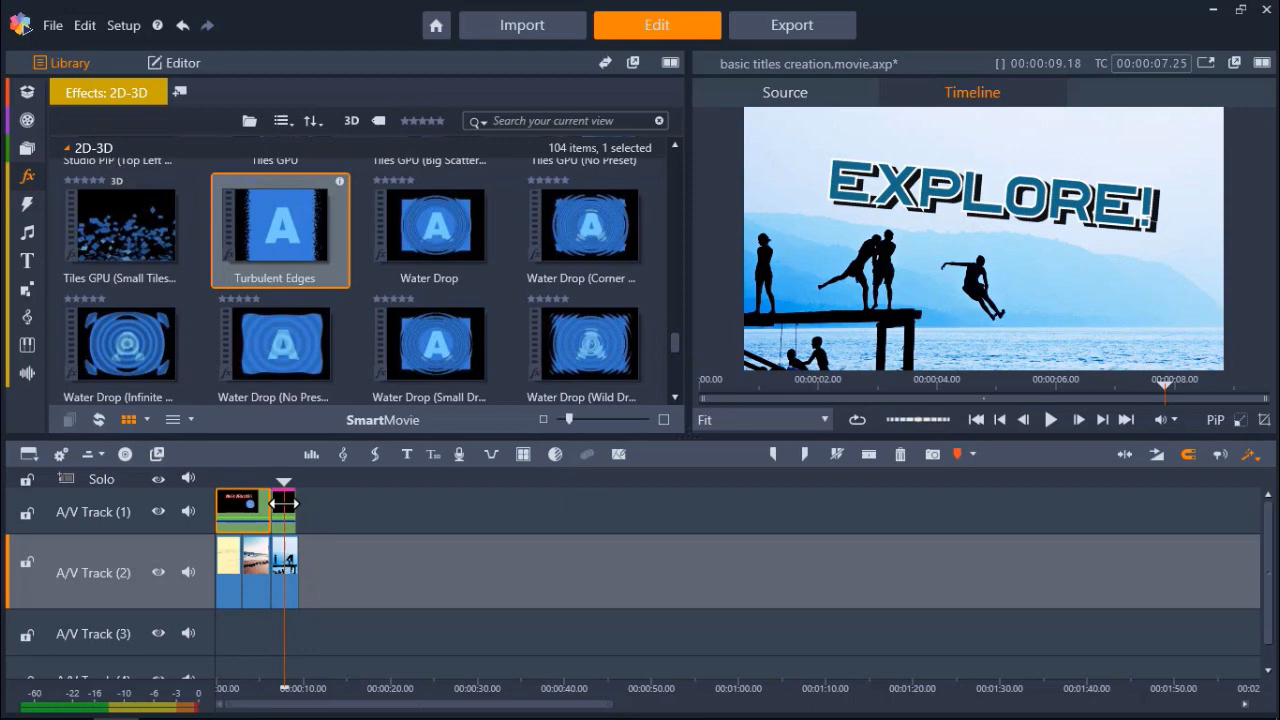 File Edit Setup Import Edit Export
Library Editor basic titles creation.movie.axp* [] 00:00:09.18 TC 00:00:07.25
Effects: 2D-3D Source Timeline
3D Search your current view
2D-3D 104 items, 1 selected
Studio PIP (Top Left ... Tiles GPU Tiles GPU (Big Scatter... Tiles GPU (No Preset)
3D
A A A
EXPLORE!
Tiles GPU (Small Tiles... Turbulent Edges Water Drop Water Drop (Corner ...
A A A A
:00.00 00:00:02.00 00:00:04.00 00:00:06.00 00:00:08.00
Water Drop (Infinite ... Water Drop (No Pres... Water Drop (Small Dr... Water Drop (Wild Dr...
SmartMovie Fit PiP
Solo
A/V Track (1)
A/V Track (2)
A/V Track (3)
-60 -22 -16 -10 -6 -3 0 :00.00 00:00:10.00 00:00:20.00 00:00:30.00 00:00:40.00 00:00:50.00 00:01:00.00 00:01:10.00 00:01:20.00 00:01:30.00 00:01:40.00 00:01:50.00 00:02